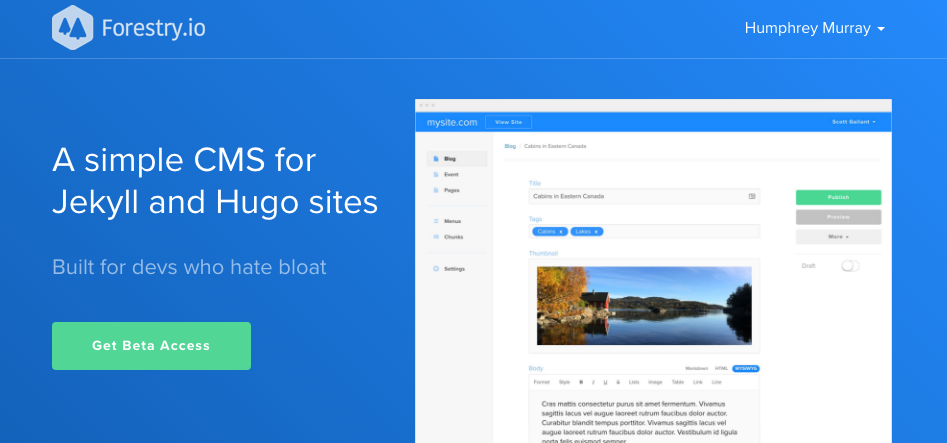 Forestry.io
Humphrey Murray
A simple CMS for
Jekyll and Hugo sites
Built for devs who hate bloat
Get Beta Access
mysite.com
View Site
Scott Gallant
Blog / Cabins in Eastern Canada
Blog
Event
Pages
Menus
Chunks
Settings
Title
Cabins in Eastern Canada
Tags
Cabins x Lakes x
Thumbnail
Publish
Preview
More
Draft
Body
Markdown HTML WYSIWYG
Format Style B I U S Lists Image Table Link Line
Cras mattis consectetur purus sit amet fermentum. Vivamus
sagittis lacus vel augue laoreet rutrum faucibus dolor auctor.
Curabitur blandit tempus porttitor. Vivamus sagittis lacus vel
augue laoreet rutrum faucibus dolor auctor. Vestibulum id ligula
porta felis euismod semper.